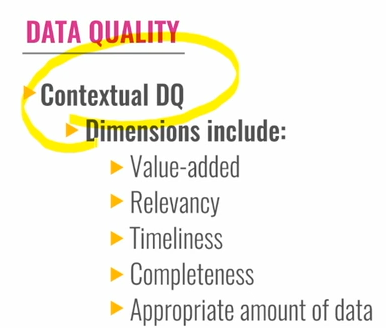 DATA QUALITY
Contextual DQ
Dimensions include:
Value-added
Relevancy
Timeliness
Completeness
Appropriate amount of data